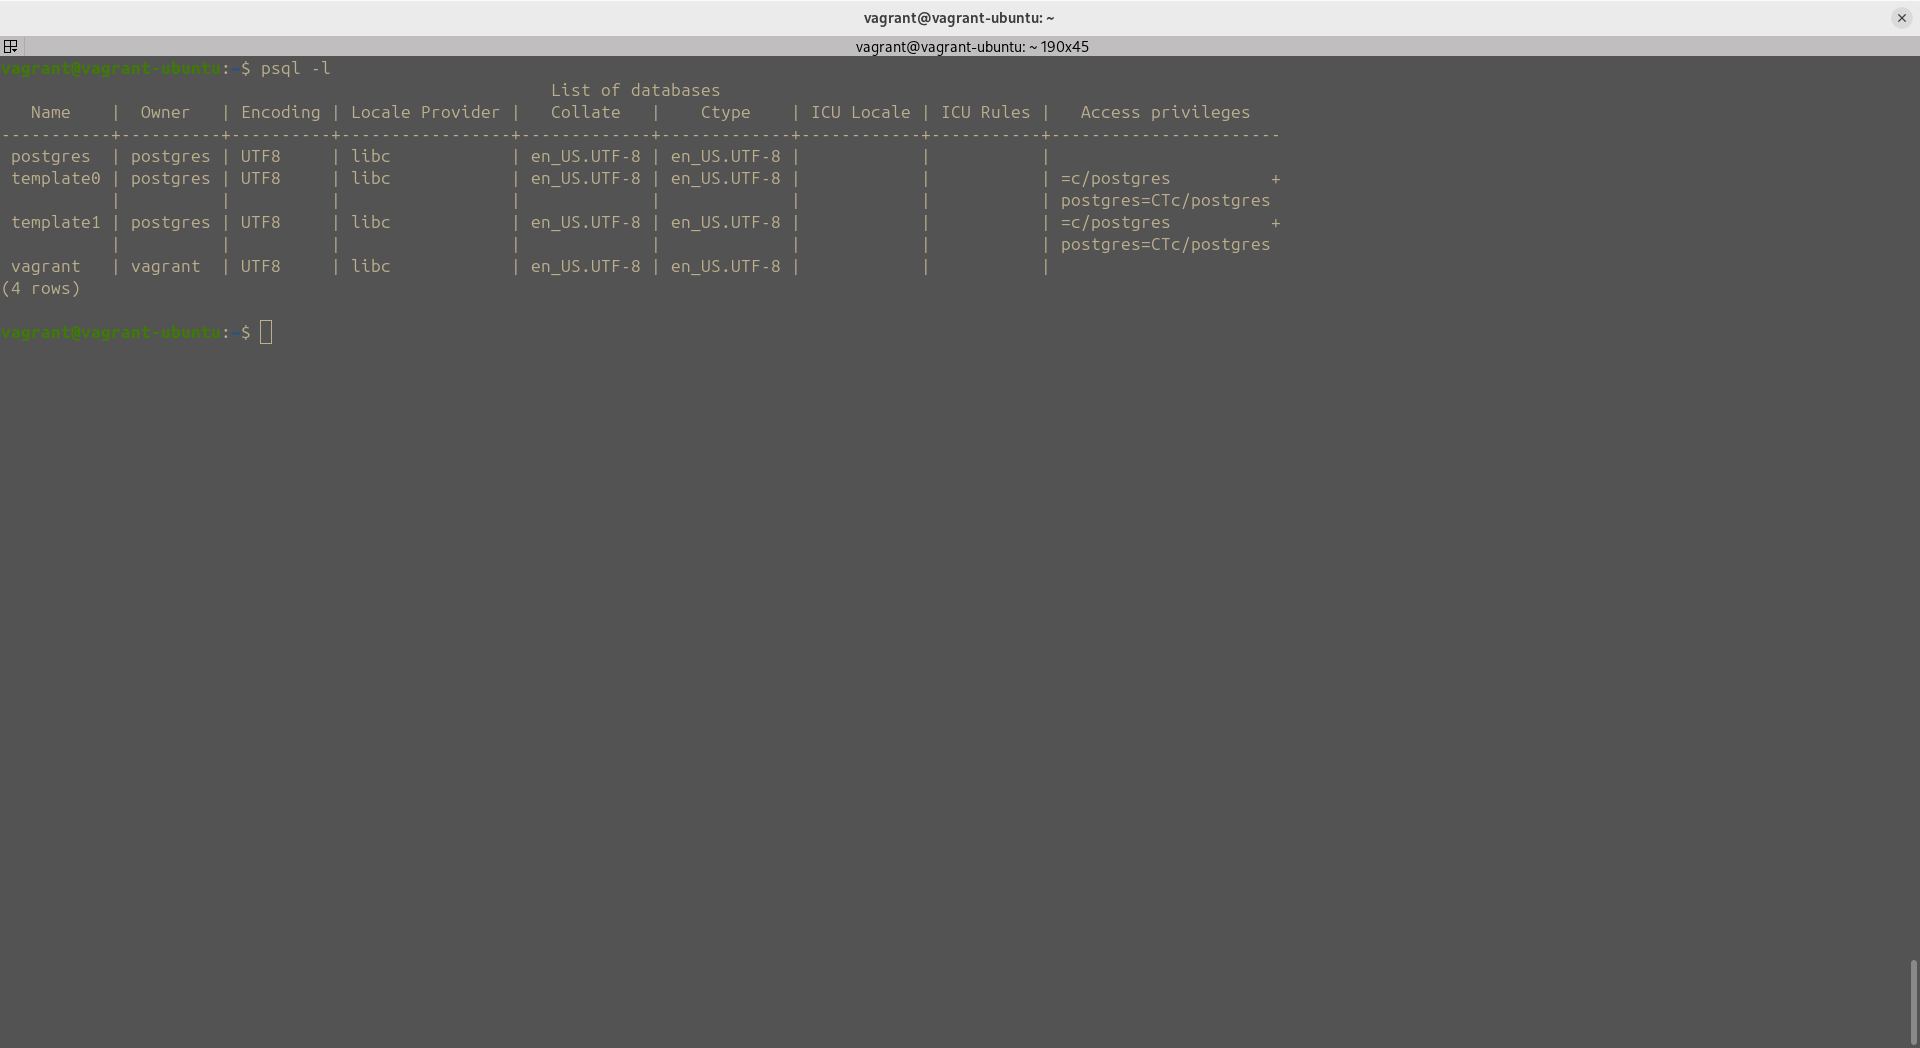 vagrant@vagrant-ubuntu: ~
vagrant@vagrant-ubuntu: ~ 190x45
vagrant@vagrant-ubuntu:~$ psql -l
                                                       List of databases
   Name    |  Owner   | Encoding | Locale Provider |   Collate   |    Ctype    | ICU Locale | ICU Rules |   Access privileges
-----------+----------+----------+-----------------+-------------+-------------+------------+-----------+-----------------------
 postgres  | postgres | UTF8     | libc            | en_US.UTF-8 | en_US.UTF-8 |            |           |
 template0 | postgres | UTF8     | libc            | en_US.UTF-8 | en_US.UTF-8 |            |           | =c/postgres          +
           |          |          |                 |             |             |            |           | postgres=CTc/postgres
 template1 | postgres | UTF8     | libc            | en_US.UTF-8 | en_US.UTF-8 |            |           | =c/postgres          +
           |          |          |                 |             |             |            |           | postgres=CTc/postgres
 vagrant   | vagrant  | UTF8     | libc            | en_US.UTF-8 | en_US.UTF-8 |            |           |
(4 rows)
vagrant@vagrant-ubuntu:~$